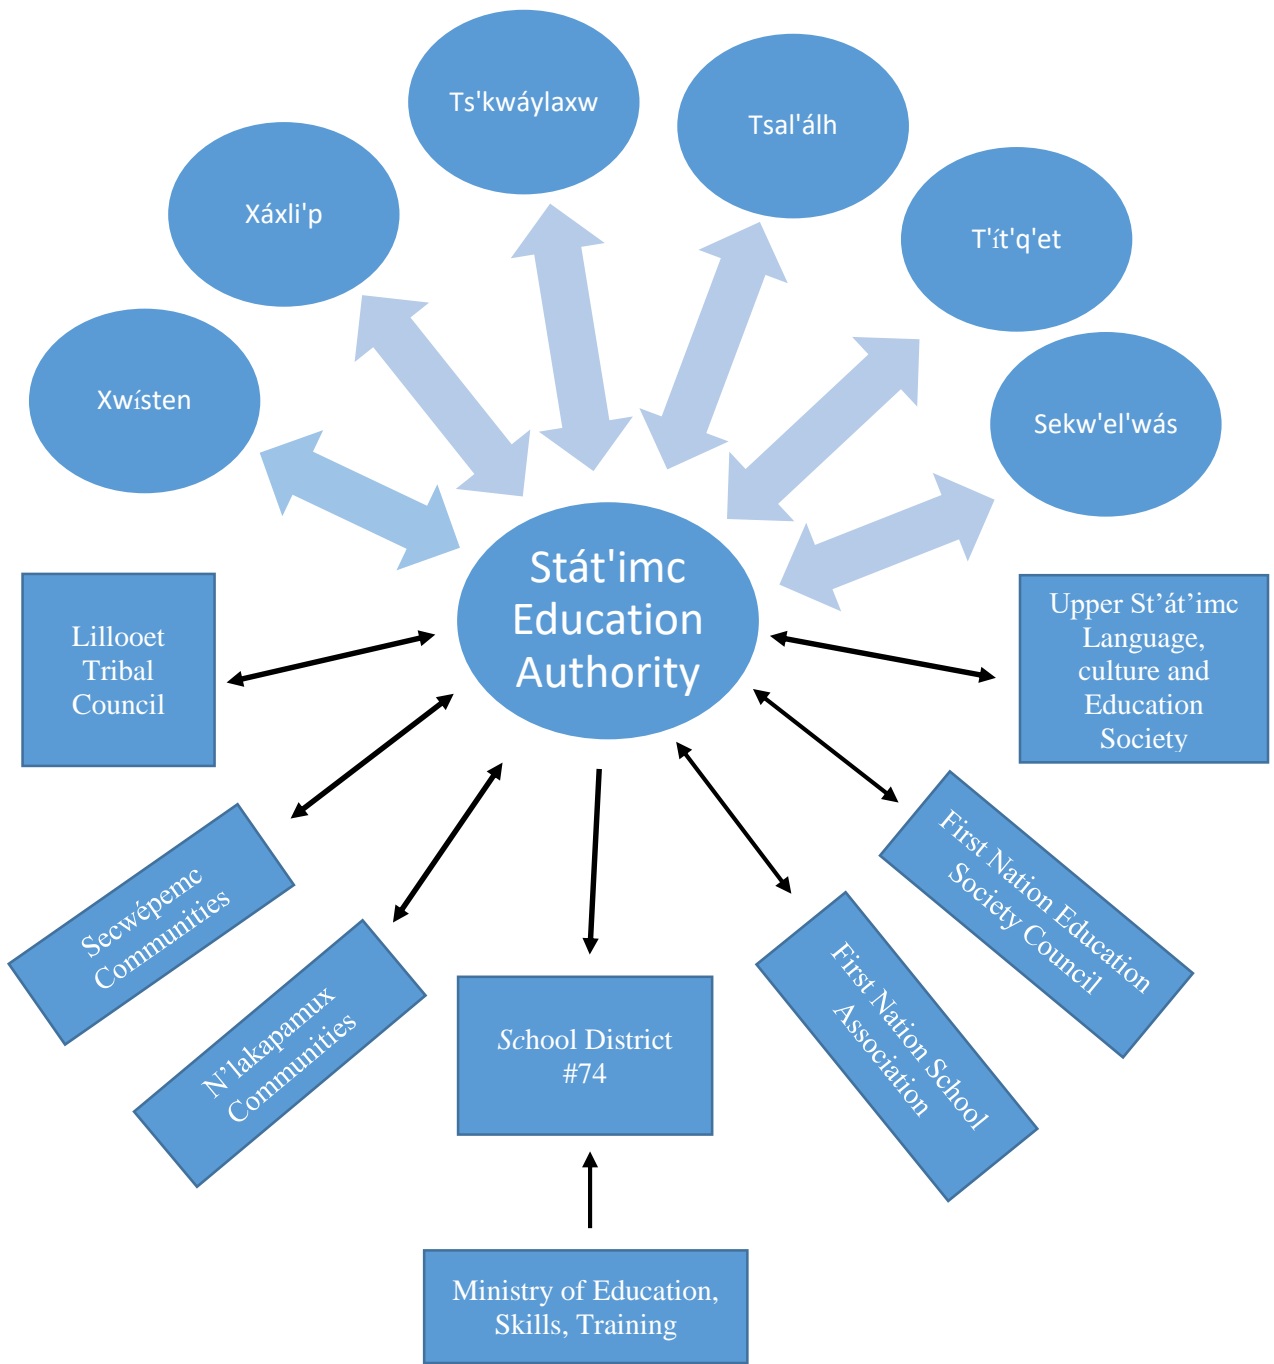 Ts'kwáylaxw
Tsal'álh
Xáxli'p
T'ít'q'et
Xwísten
Sekw'el'wás
Stát'imc
Education
Authority
Lillooet
Tribal
Council
Upper St’át’imc
Language,
culture and
Education
Society
Secwépemc
Communities
N’lakapamux
Communities
School District
#74
First Nation School
Association
First Nation Education
Society Council
Ministry of Education,
Skills, Training